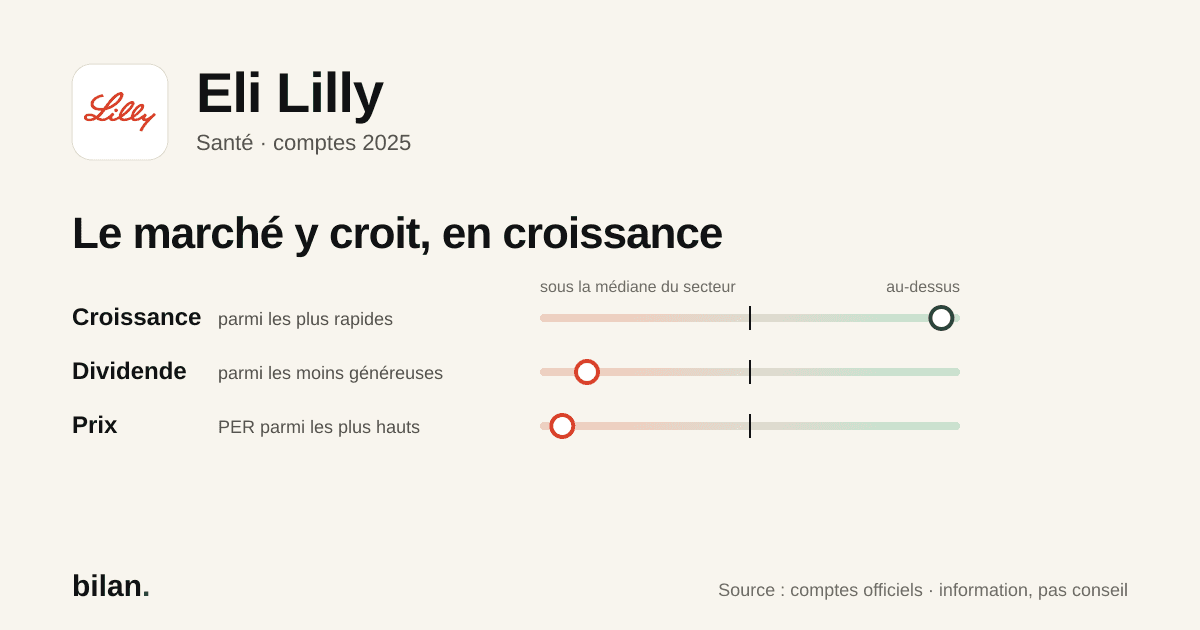 Lilly
Eli Lilly
Santé · comptes 2025
Le marché y croit, en croissance
sous la médiane du secteur au-dessus
Croissance parmi les plus rapides
Dividende parmi les moins généreuses
Prix PER parmi les plus hauts
bilan.
Source : comptes officiels · information, pas conseil